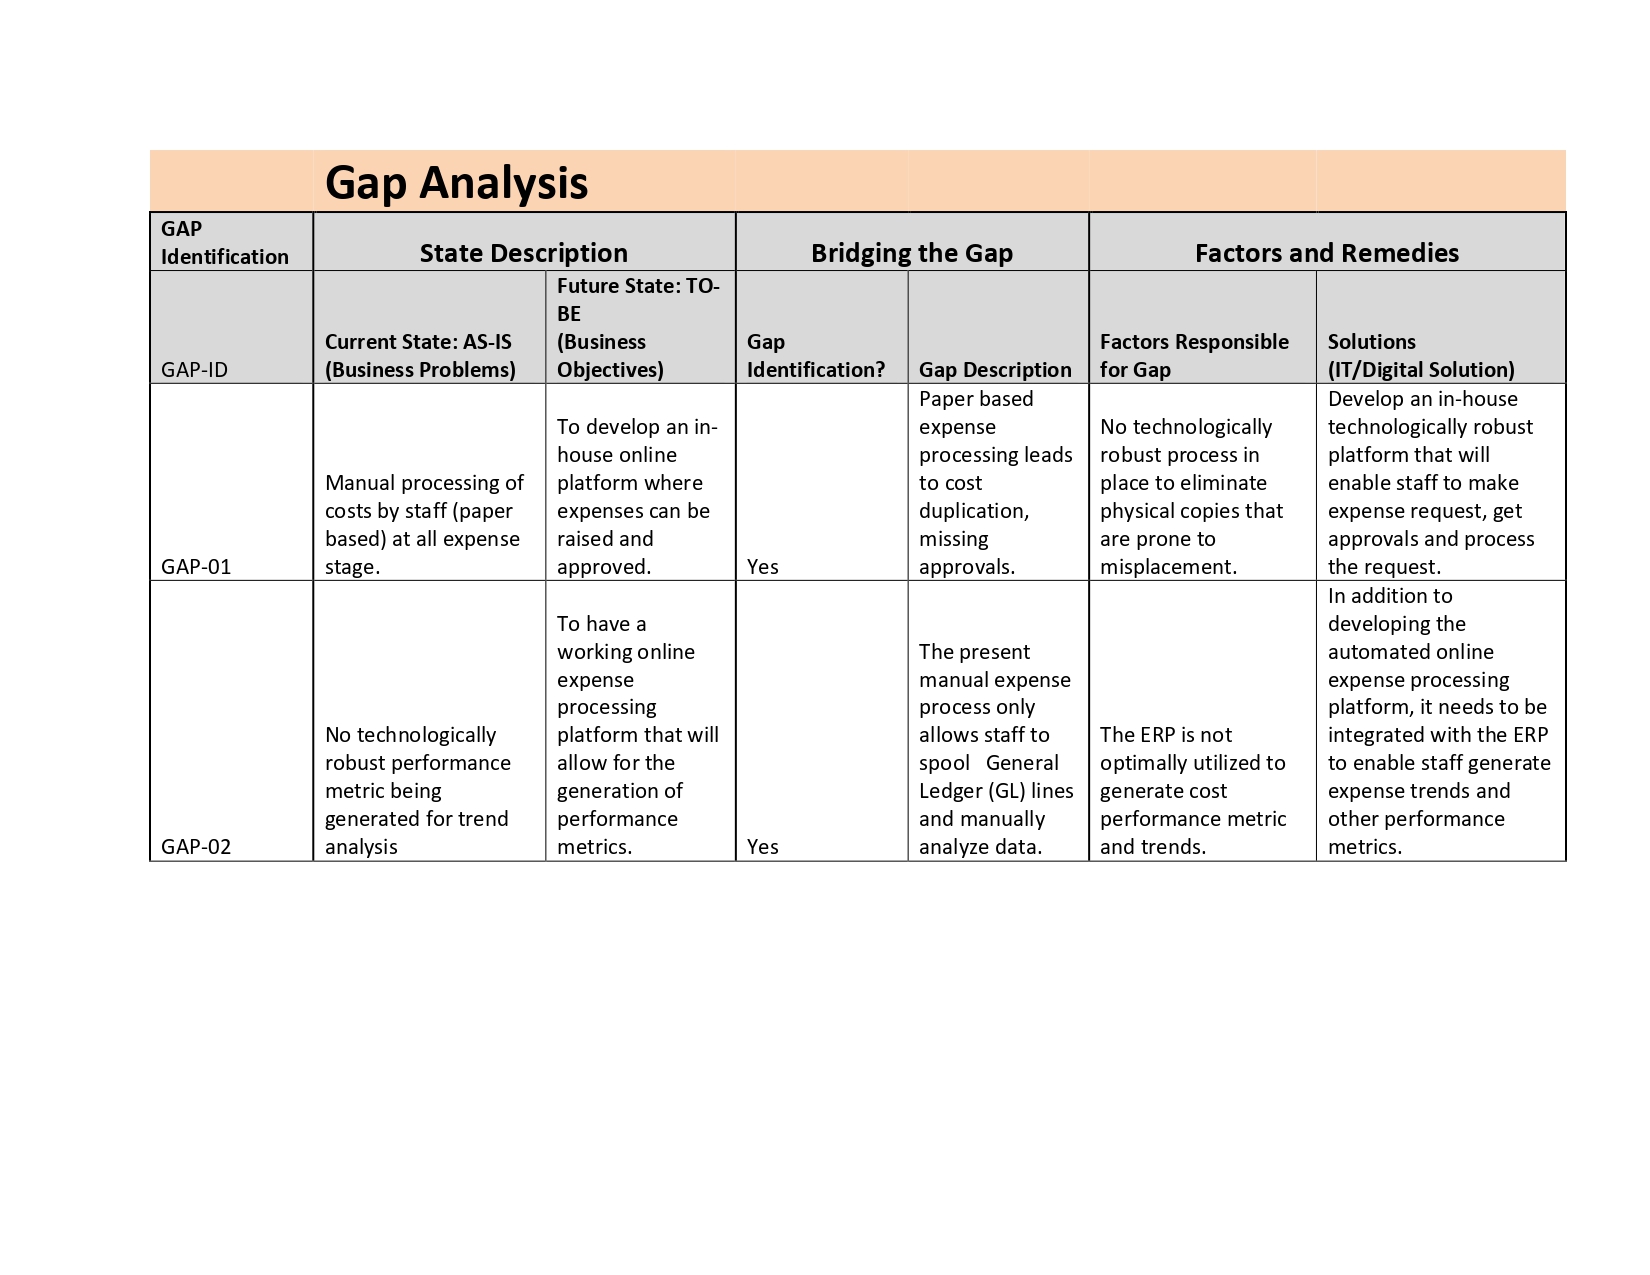 Gap Analysis
GAP
Identification
State Description
Bridging the Gap
Factors and Remedies
GAP-ID
Current State: AS-IS
(Business Problems)
Future State: TO-
BE
(Business
Objectives)
Gap
Identification?
Gap Description
Factors Responsible
for Gap
Solutions
(IT/Digital Solution)
GAP-01
Manual processing of
costs by staff (paper
based) at all expense
stage.
To develop an in-
house online
platform where
expenses can be
raised and
approved.
Yes
Paper based
expense
processing leads
to cost
duplication,
missing
approvals.
No technologically
robust process in
place to eliminate
physical copies that
are prone to
misplacement.
Develop an in-house
technologically robust
platform that will
enable staff to make
expense request, get
approvals and process
the request.
GAP-02
No technologically
robust performance
metric being
generated for trend
analysis
To have a
working online
expense
processing
platform that will
allow for the
generation of
performance
metrics.
Yes
The present
manual expense
process only
allows staff to
spool   General
Ledger (GL) lines
and manually
analyze data.
The ERP is not
optimally utilized to
generate cost
performance metric
and trends.
In addition to
developing the
automated online
expense processing
platform, it needs to be
integrated with the ERP
to enable staff generate
expense trends and
other performance
metrics.